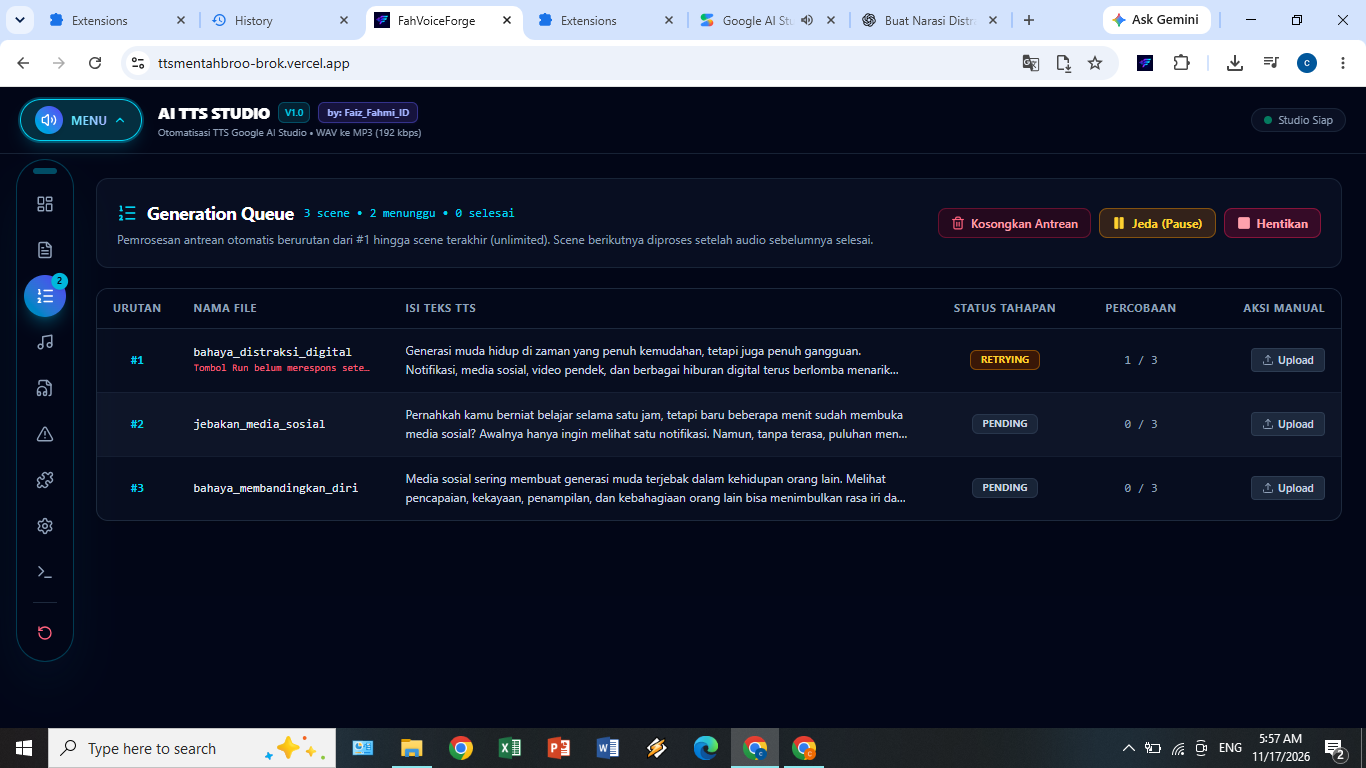 Extensions
History
FahVoiceForge
Extensions
Google AI Stu
Buat Narasi Distr
Ask Gemini
ttsmentahbroo-brok.vercel.app
c
MENU
AI TTS STUDIO
V1.0
by: Faiz_Fahmi_ID
Otomatisasi TTS Google AI Studio • WAV ke MP3 (192 kbps)
Studio Siap
2
Generation Queue
3 scene • 2 menunggu • 0 selesai
Pemrosesan antrean otomatis berurutan dari #1 hingga scene terakhir (unlimited). Scene berikutnya diproses setelah audio sebelumnya selesai.
Kosongkan Antrean
Jeda (Pause)
Hentikan
URUTAN NAMA FILE ISI TEKS TTS STATUS TAHAPAN PERCOBAAN AKSI MANUAL
#1
bahaya_distraksi_digital
Tombol Run belum merespons sete…
Generasi muda hidup di zaman yang penuh kemudahan, tetapi juga penuh gangguan.
Notifikasi, media sosial, video pendek, dan berbagai hiburan digital terus berlomba menarik...
RETRYING
1 / 3
Upload
#2
jebakan_media_sosial
Pernahkah kamu berniat belajar selama satu jam, tetapi baru beberapa menit sudah membuka
media sosial? Awalnya hanya ingin melihat satu notifikasi. Namun, tanpa terasa, puluhan men...
PENDING
0 / 3
Upload
#3
bahaya_membandingkan_diri
Media sosial sering membuat generasi muda terjebak dalam kehidupan orang lain. Melihat
pencapaian, kekayaan, penampilan, dan kebahagiaan orang lain bisa menimbulkan rasa iri da...
PENDING
0 / 3
Upload
Type here to search
ENG
5:57 AM
11/17/2026
2